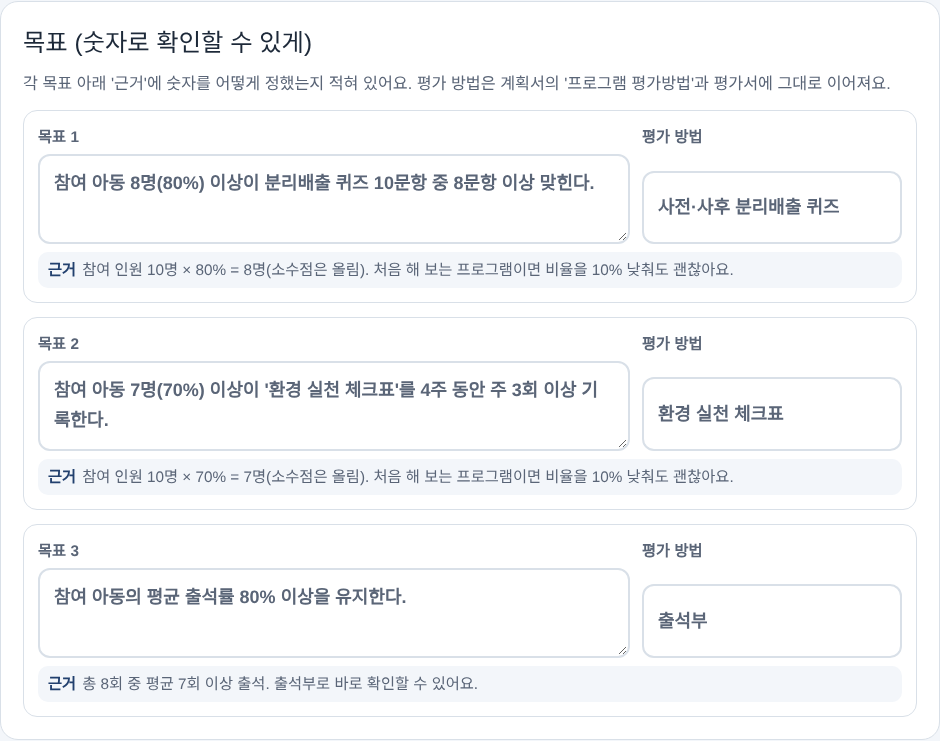 목표 (숫자로 확인할 수 있게)
각 목표 아래 '근거'에 숫자를 어떻게 정했는지 적혀 있어요. 평가 방법은 계획서의 '프로그램 평가방법'과 평가서에 그대로 이어져요.
목표 1
평가 방법
참여 아동 8명(80%) 이상이 분리배출 퀴즈 10문항 중 8문항 이상 맞힌다.
사전·사후 분리배출 퀴즈
근거 참여 인원 10명 × 80% = 8명(소수점은 올림). 처음 해 보는 프로그램이면 비율을 10% 낮춰도 괜찮아요.
목표 2
평가 방법
참여 아동 7명(70%) 이상이 '환경 실천 체크표'를 4주 동안 주 3회 이상 기
록한다.
환경 실천 체크표
근거 참여 인원 10명 × 70% = 7명(소수점은 올림). 처음 해 보는 프로그램이면 비율을 10% 낮춰도 괜찮아요.
목표 3
평가 방법
참여 아동의 평균 출석률 80% 이상을 유지한다.
출석부
근거 총 8회 중 평균 7회 이상 출석. 출석부로 바로 확인할 수 있어요.